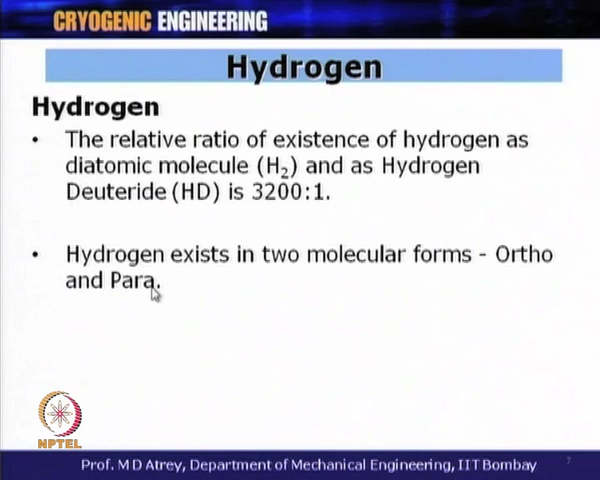 CRYOGENIC ENGINEERING
Hydrogen
Hydrogen
• The relative ratio of existence of hydrogen as
diatomic molecule (H₂) and as Hydrogen
Deuteride (HD) is 3200:1.
• Hydrogen exists in two molecular forms - Ortho
and Para.
NPTEL
Prof. M D Atrey, Department of Mechanical Engineering, IIT Bombay
7